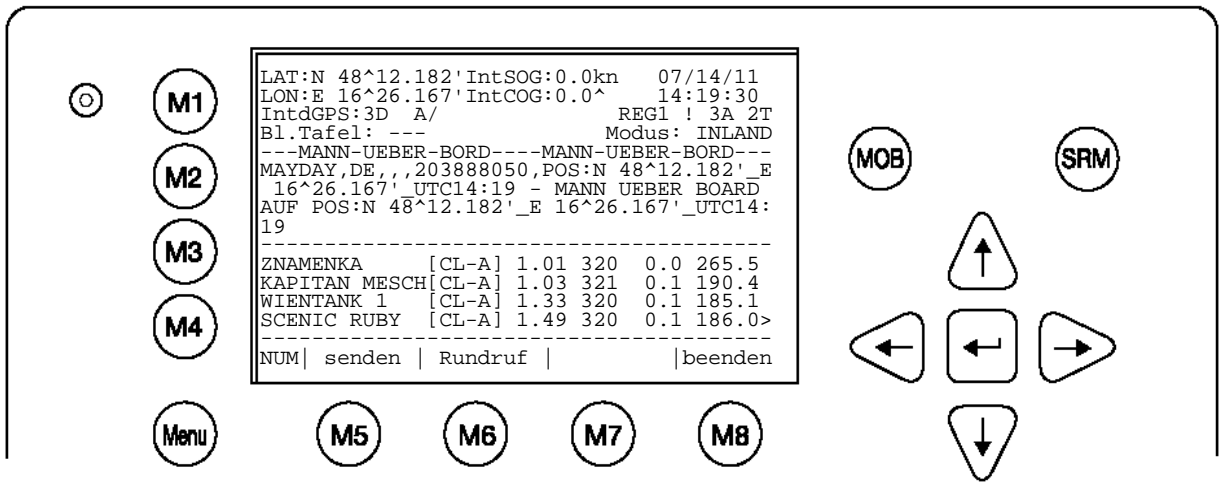 LAT:N 48^12.182'IntSOG:0.0kn 07/14/11
LON:E 16^26.167'IntCOG:0.0^ 14:19:30
IntdGPS:3D A/ REG1 ! 3A 2T
Bl.Tafel: --- Modus: INLAND
---MANN-UEBER-BORD----MANN-UEBER-BORD---
MAYDAY,DE,,,203888050,POS:N 48^12.182'_E
16^26.167'_UTC14:19 - MANN UEBER BOARD
AUF POS:N 48^12.182'_E 16^26.167'_UTC14:
19
----------------------------------------
ZNAMENKA [CL-A] 1.01 320 0.0 265.5
KAPITAN MESCH[CL-A] 1.03 321 0.1 190.4
WIENTANK 1 [CL-A] 1.33 320 0.1 185.1
SCENIC RUBY [CL-A] 1.49 320 0.1 186.0>
----------------------------------------
NUM| senden | Rundruf | |beenden
M1
M2
M3
M4
Menu
M5
M6
M7
M8
MOB
SRM